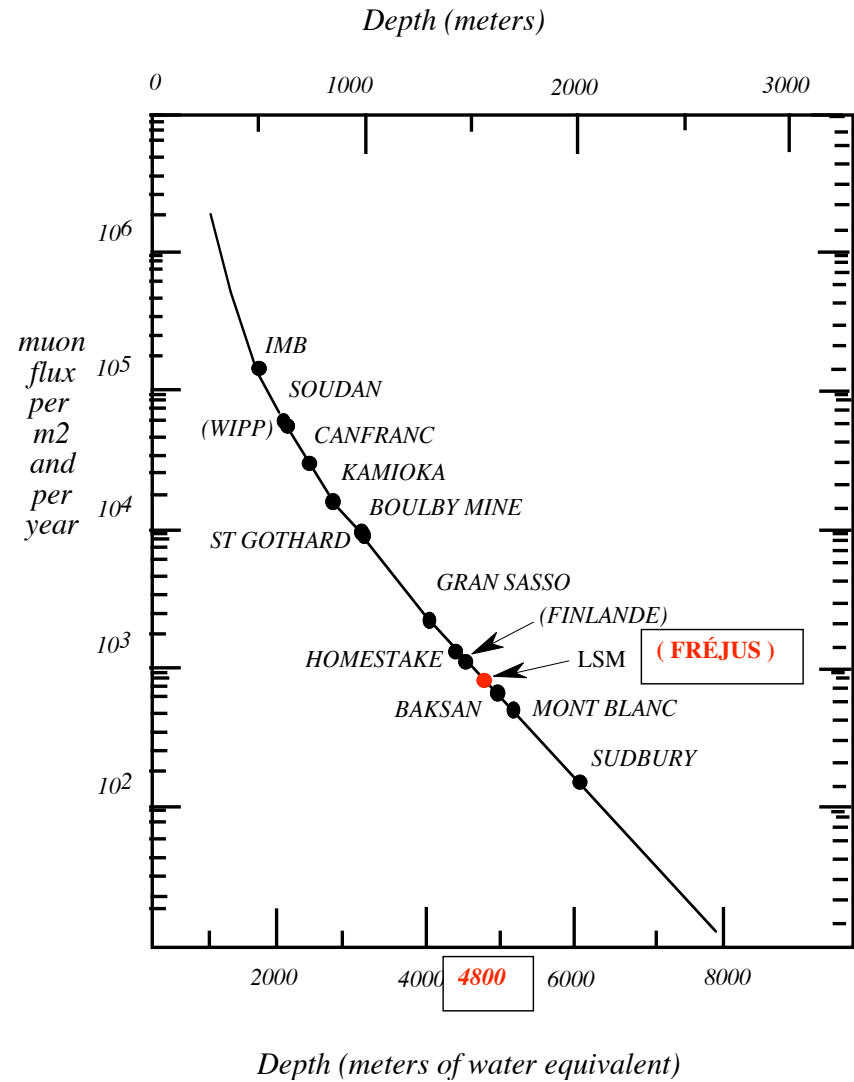 Depth (meters)
0 1000 2000 3000
10^6
muon
flux
per
m2
and
per
year
10^5
10^4
10^3
10^2
IMB
SOUDAN
(WIPP)
CANFRANC
KAMIOKA
BOULBY MINE
ST GOTHARD
GRAN SASSO
(FINLANDE)
HOMESTAKE
LSM
( FRÉJUS )
BAKSAN
MONT BLANC
SUDBURY
2000 4000 4800 6000 8000
Depth (meters of water equivalent)